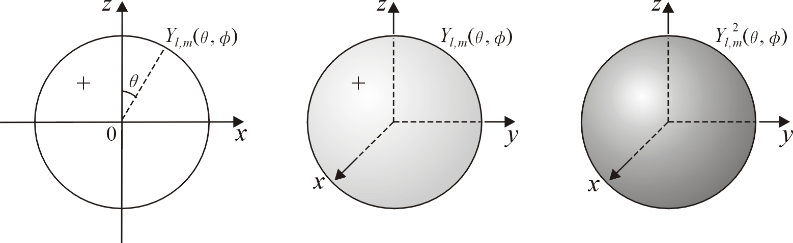 z
Y_{l,m}(θ, ϕ)
+
θ
0
x
z
Y_{l,m}(θ, ϕ)
+
y
x
z
Y_{l,m}^2(θ, ϕ)
y
x